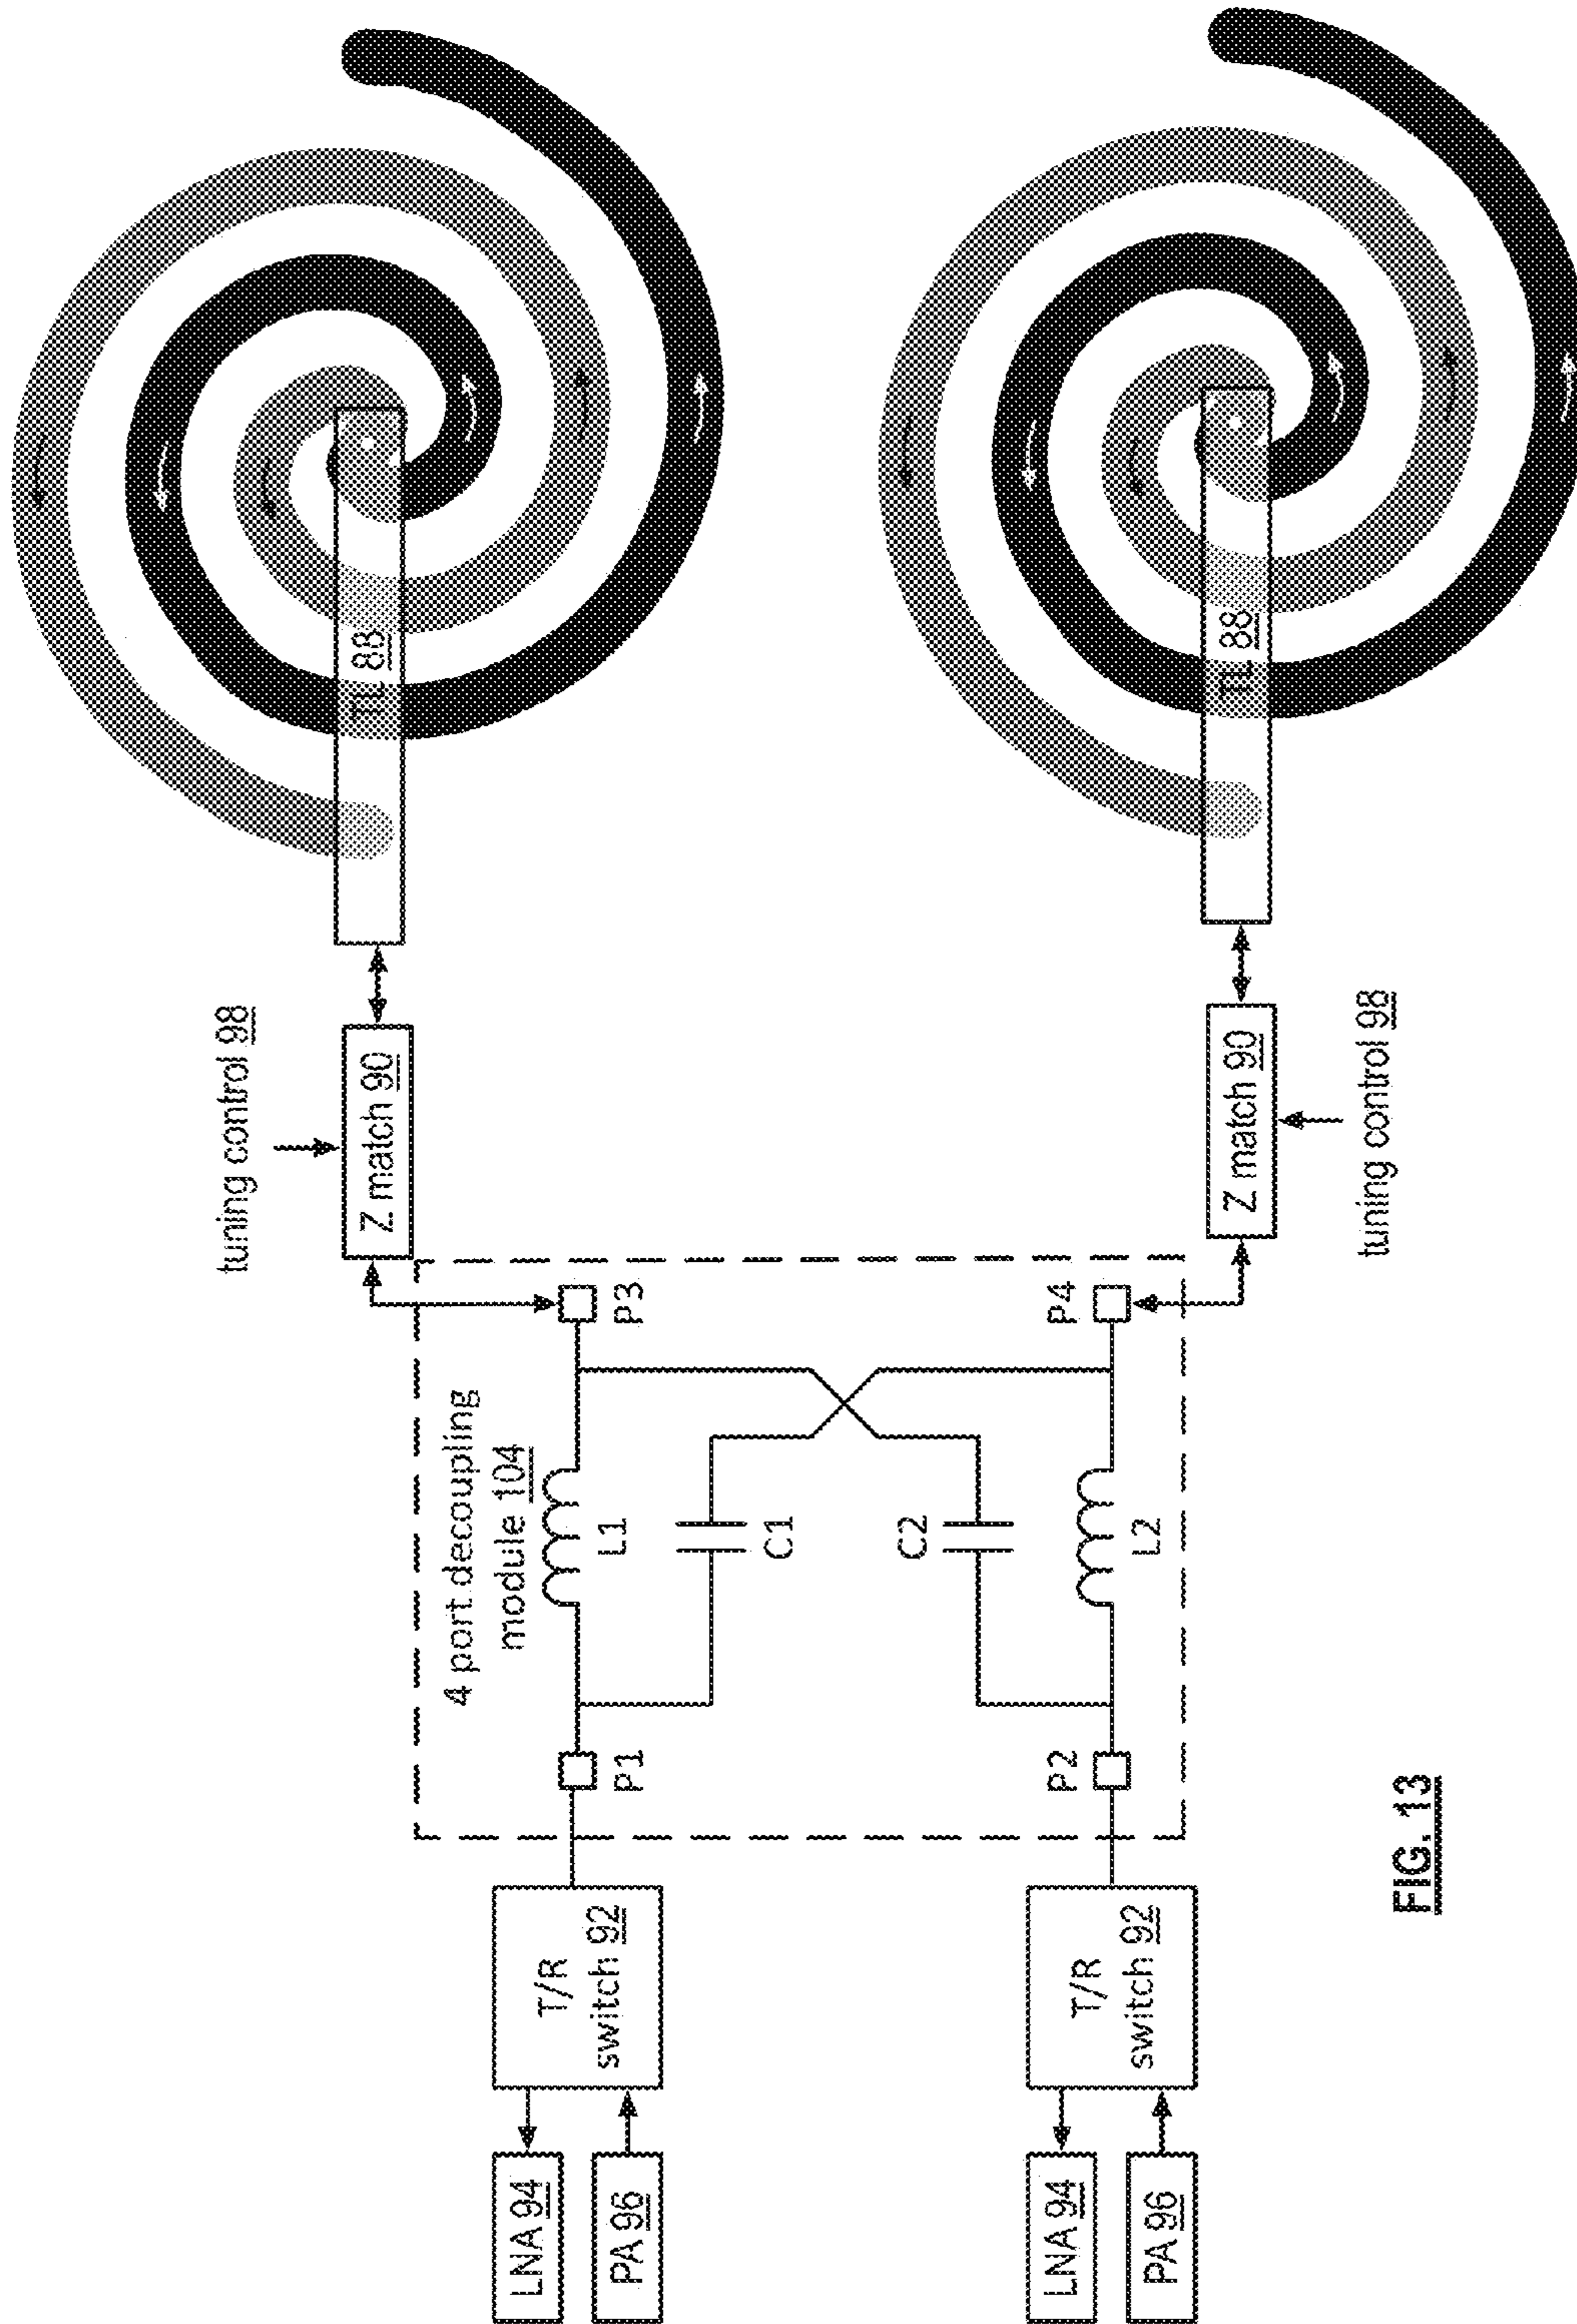 TL 88
TL 88
tuning control 98
Z match 90
Z match 90
tuning control 98
4 port decoupling
module 104
P3
P4
L1
C1
C2
L2
P1
P2
T/R
switch 92
T/R
switch 92
LNA 94
PA 96
LNA 94
PA 96
FIG. 13